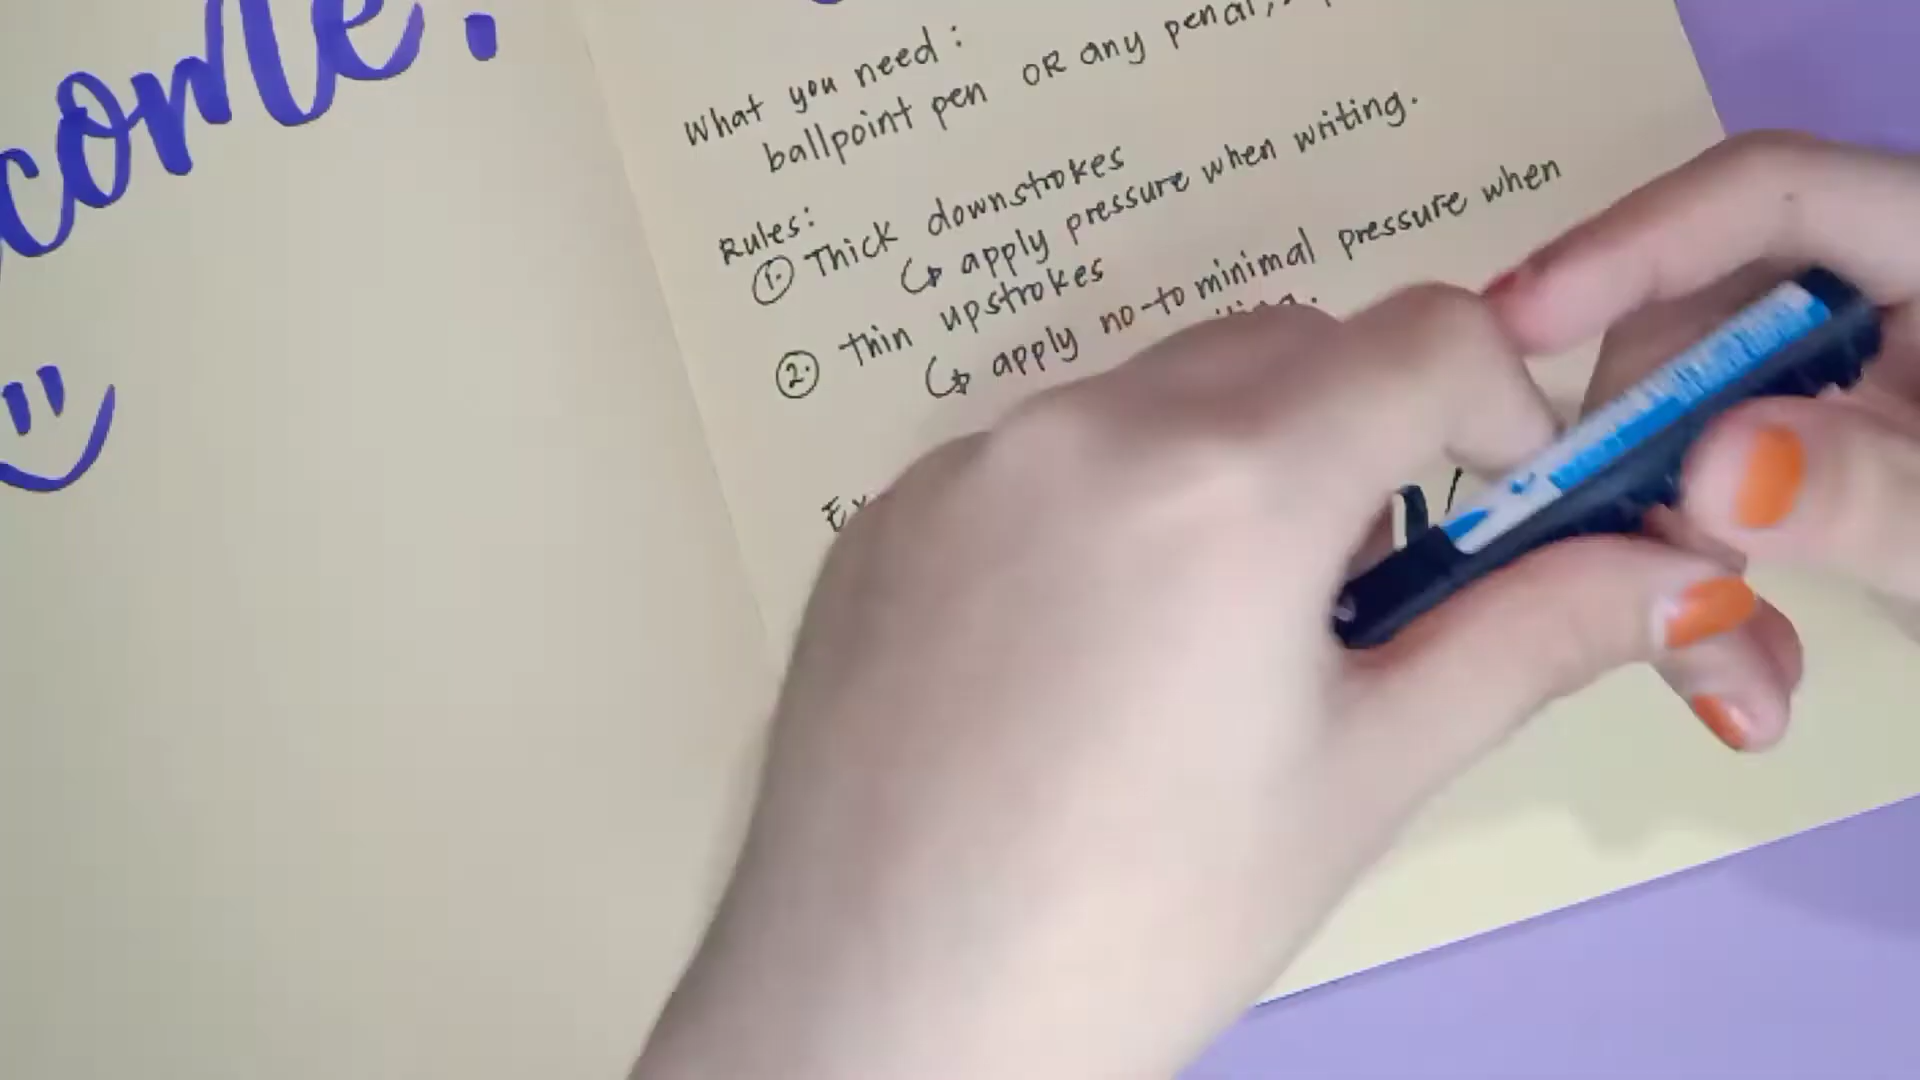 come!
What you need:
ballpoint pen OR any pencil,
Rules:
1. Thick downstrokes
↳ apply pressure when writing.
2. Thin upstrokes
↳ apply no-to minimal pressure when